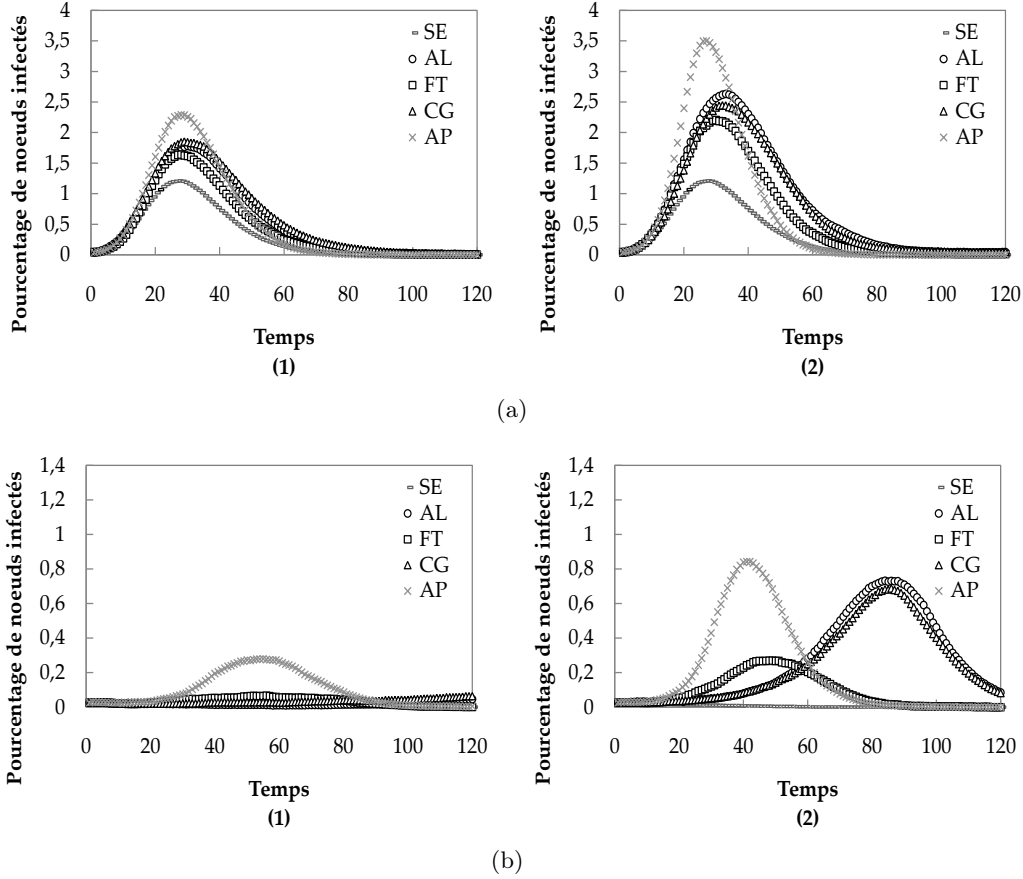 Pourcentage de noeuds infectés
4
3,5
3
2,5
2
1,5
1
0,5
0
SE
AL
FT
CG
AP
0 20 40 60 80 100 120
Temps
(1)
Pourcentage de noeuds infectés
4
3,5
3
2,5
2
1,5
1
0,5
0
SE
AL
FT
CG
AP
0 20 40 60 80 100 120
Temps
(2)
(a)
Pourcentage de noeuds infectés
1,4
1,2
1
0,8
0,6
0,4
0,2
0
SE
AL
FT
CG
AP
0 20 40 60 80 100 120
Temps
(1)
Pourcentage de noeuds infectés
1,4
1,2
1
0,8
0,6
0,4
0,2
0
SE
AL
FT
CG
AP
0 20 40 60 80 100 120
Temps
(2)
(b)